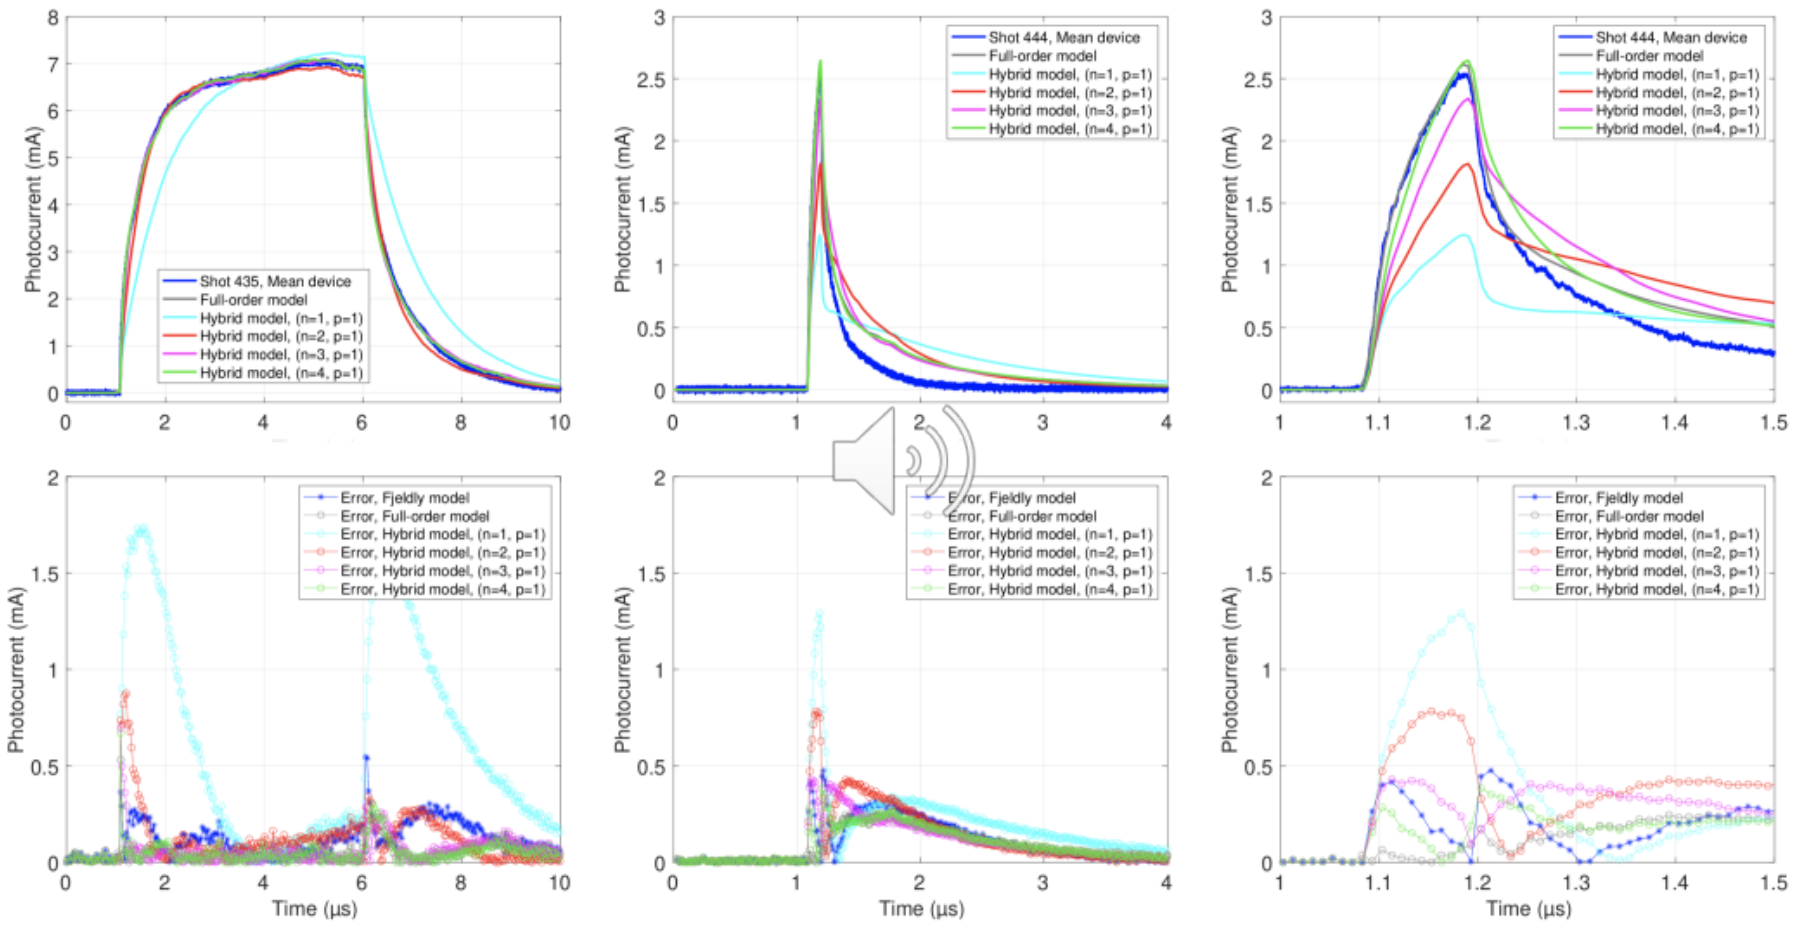 8
7
6
5
4
3
2
1
0
Photocurrent (mA)
Shot 435, Mean device
Full-order model
Hybrid model, (n=1, p=1)
Hybrid model, (n=2, p=1)
Hybrid model, (n=3, p=1)
Hybrid model, (n=4, p=1)
0 2 4 6 8 10
3
2.5
2
1.5
1
0.5
0
Photocurrent (mA)
Shot 444, Mean device
Full-order model
Hybrid model, (n=1, p=1)
Hybrid model, (n=2, p=1)
Hybrid model, (n=3, p=1)
Hybrid model, (n=4, p=1)
0 1 2 3 4
3
2.5
2
1.5
1
0.5
0
Photocurrent (mA)
Shot 444, Mean device
Full-order model
Hybrid model, (n=1, p=1)
Hybrid model, (n=2, p=1)
Hybrid model, (n=3, p=1)
Hybrid model, (n=4, p=1)
1 1.1 1.2 1.3 1.4 1.5
2
1.5
1
0.5
0
Photocurrent (mA)
Error, Fjeldly model
Error, Full-order model
Error, Hybrid model, (n=1, p=1)
Error, Hybrid model, (n=2, p=1)
Error, Hybrid model, (n=3, p=1)
Error, Hybrid model, (n=4, p=1)
0 2 4 6 8 10
Time (μs)
2
1.5
1
0.5
0
Photocurrent (mA)
Error, Fjeldly model
Error, Full-order model
Error, Hybrid model, (n=1, p=1)
Error, Hybrid model, (n=2, p=1)
Error, Hybrid model, (n=3, p=1)
Error, Hybrid model, (n=4, p=1)
0 1 2 3 4
Time (μs)
2
1.5
1
0.5
0
Photocurrent (mA)
Error, Fjeldly model
Error, Full-order model
Error, Hybrid model, (n=1, p=1)
Error, Hybrid model, (n=2, p=1)
Error, Hybrid model, (n=3, p=1)
Error, Hybrid model, (n=4, p=1)
1 1.1 1.2 1.3 1.4 1.5
Time (μs)